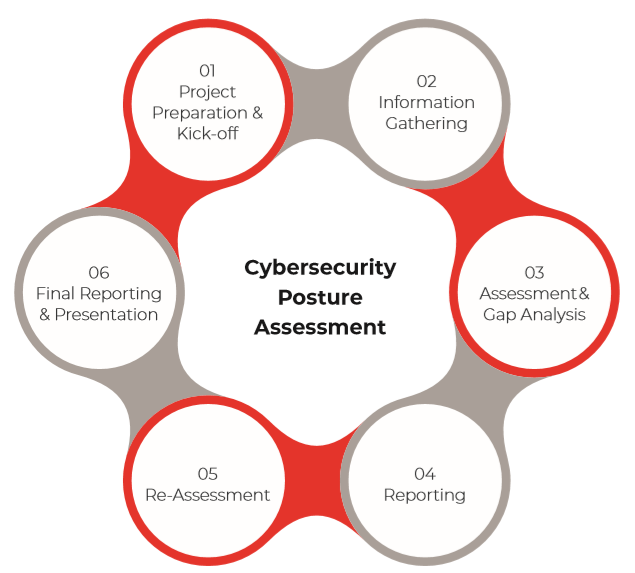 01
Project
Preparation &
Kick-off
02
Information
Gathering
03
Assessment&
Gap Analysis
04
Reporting
05
Re-Assessment
06
Final Reporting
& Presentation
Cybersecurity
Posture
Assessment